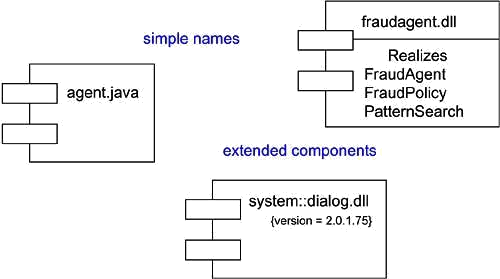 simple names
fraudagent.dll
Realizes
FraudAgent
FraudPolicy
PatternSearch
agent.java
extended components
system::dialog.dll
{version = 2.0.1.75}